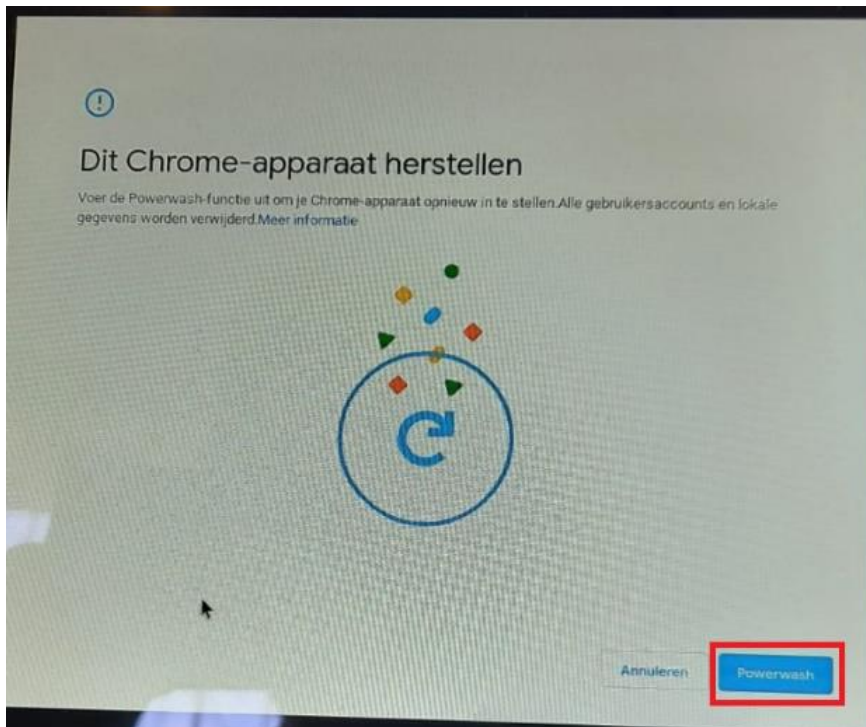 Dit Chrome-apparaat herstellen
Voer de Powerwash-functie uit om je Chrome-apparaat opnieuw in te stellen.Alle gebruikersaccounts en lokale
gegevens worden verwijderd.Meer informatie
Annuleren
Powerwash